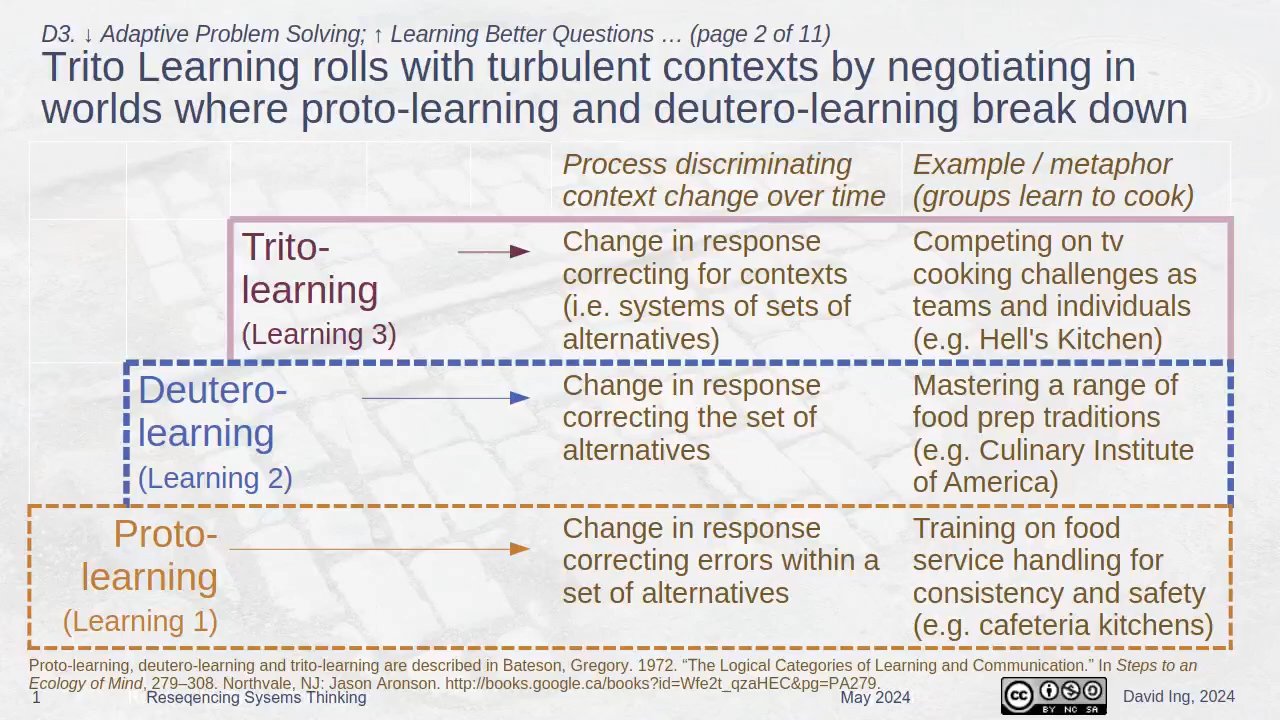 D3. ↓ Adaptive Problem Solving; ↑ Learning Better Questions … (page 2 of 11)
Trito Learning rolls with turbulent contexts by negotiating in
worlds where proto-learning and deutero-learning break down
Process discriminating
context change over time
Example / metaphor
(groups learn to cook)
Trito-
learning
(Learning 3)
Change in response
correcting for contexts
(i.e. systems of sets of
alternatives)
Competing on tv
cooking challenges as
teams and individuals
(e.g. Hell's Kitchen)
Deutero-
learning
(Learning 2)
Change in response
correcting the set of
alternatives
Mastering a range of
food prep traditions
(e.g. Culinary Institute
of America)
Proto-
learning
(Learning 1)
Change in response
correcting errors within a
set of alternatives
Training on food
service handling for
consistency and safety
(e.g. cafeteria kitchens)
Proto-learning, deutero-learning and trito-learning are described in Bateson, Gregory. 1972. “The Logical Categories of Learning and Communication.” In Steps to an
Ecology of Mind, 279–308. Northvale, NJ: Jason Aronson. http://books.google.ca/books?id=Wfe2t_qzaHEC&pg=PA279.
1
Reseqencing Sysems Thinking
May 2024
cc
BY NC SA
David Ing, 2024